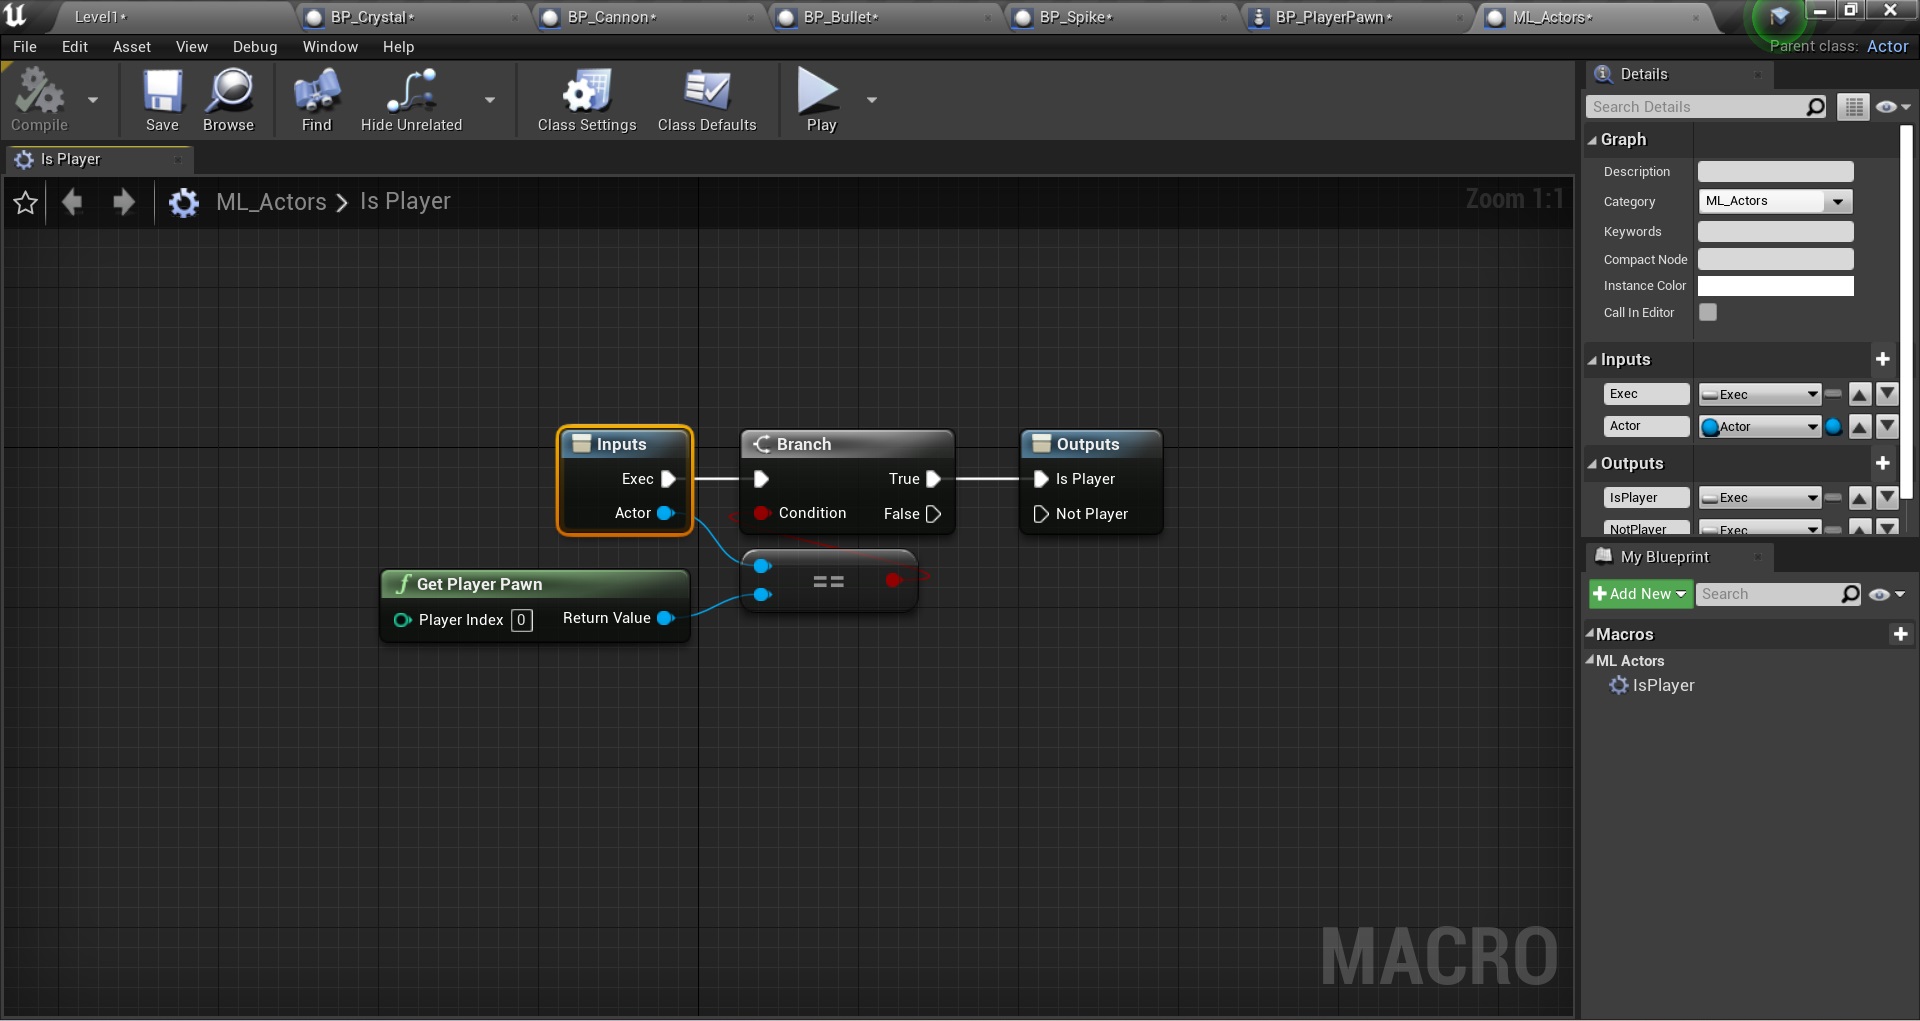 Level1*
BP_Crystal*
BP_Cannon*
BP_Bullet*
BP_Spike*
BP_PlayerPawn*
ML_Actors*
File Edit Asset View Debug Window Help
Parent class: Actor
Compile
Save
Browse
Find
Hide Unrelated
Class Settings
Class Defaults
Play
Is Player
ML_Actors > Is Player
Zoom 1:1
Inputs
Exec
Actor
Branch
True
Condition
False
Outputs
Is Player
Not Player
==
f Get Player Pawn
Player Index 0
Return Value
MACRO
Details
Search Details
Graph
Description
Category ML_Actors
Keywords
Compact Node
Instance Color
Call In Editor
Inputs
Exec Exec
Actor Actor
Outputs
IsPlayer Exec
NotPlayer Exec
My Blueprint
Add New
Search
Macros
ML Actors
IsPlayer